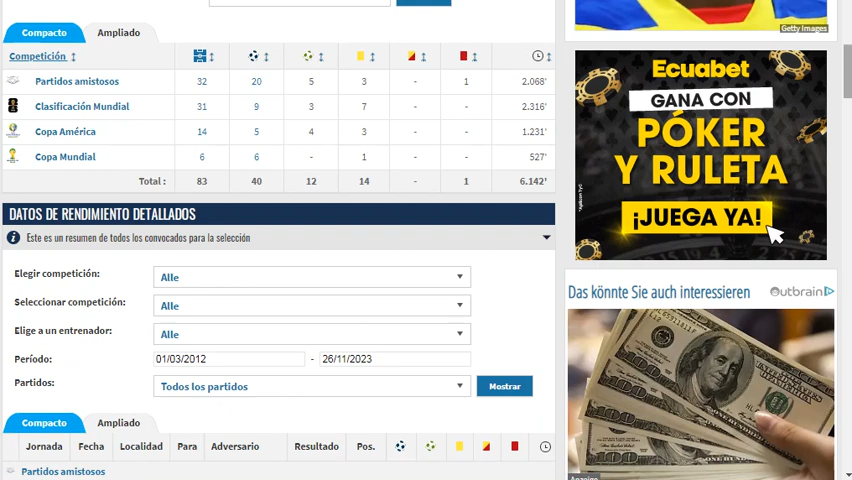 Compacto Ampliado
Competición
Partidos amistosos 32 20 5 3 - 1 2.068'
Clasificación Mundial 31 9 3 7 - - 2.316'
Copa América 14 5 4 3 - - 1.231'
Copa Mundial 6 6 - 1 - - 527'
Total : 83 40 12 14 - 1 6.142'
DATOS DE RENDIMIENTO DETALLADOS
Este es un resumen de todos los convocados para la selección
Elegir competición: Alle
Seleccionar competición: Alle
Elige a un entrenador: Alle
Período: 01/03/2012 - 26/11/2023
Partidos: Todos los partidos Mostrar
Compacto Ampliado
Jornada Fecha Localidad Para Adversario Resultado Pos.
Partidos amistosos
Getty Images
Ecuabet
GANA CON
PÓKER
Y RULETA
¡JUEGA YA!
Das könnte Sie auch interessieren
Outbrain
100
Anzeige